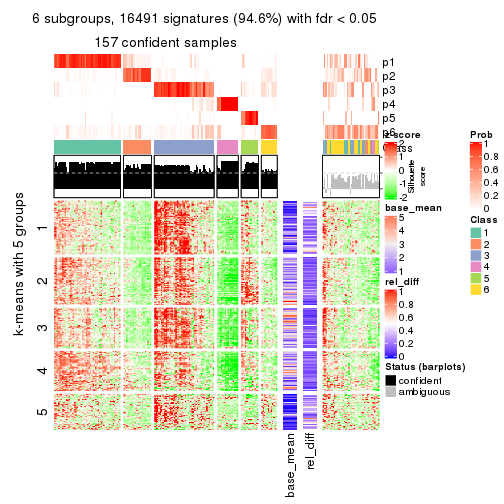 6 subgroups, 16491 signatures (94.6%) with fdr < 0.05
157 confident samples
p1
p2
p3
p4
p5
p6
Class
Silhouette
score
k-means with 5 groups
1
2
3
4
5
base_mean
rel_diff
z-score
2
1
0
-1
-2
base_mean
5
4
3
2
1
rel_diff
1
0.8
0.6
0.4
0.2
0
Status (barplots)
confident
ambiguous
Prob
1
0.8
0.6
0.4
0.2
0
Class
1
2
3
4
5
6